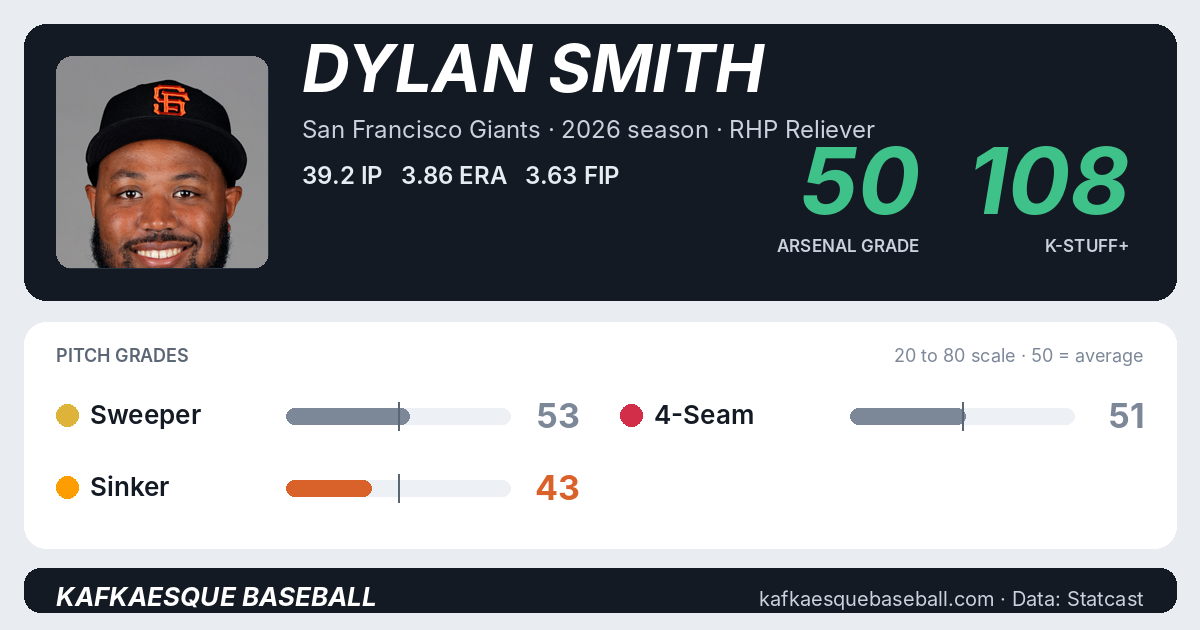 DYLAN SMITH
San Francisco Giants · 2026 season · RHP Reliever
39.2 IP 3.86 ERA 3.63 FIP
50 108
ARSENAL GRADE K-STUFF+
SF
PITCH GRADES 20 to 80 scale · 50 = average
Sweeper 53 4-Seam 51
Sinker 43
KAFKAESQUE BASEBALL kafkaesquebaseball.com · Data: Statcast